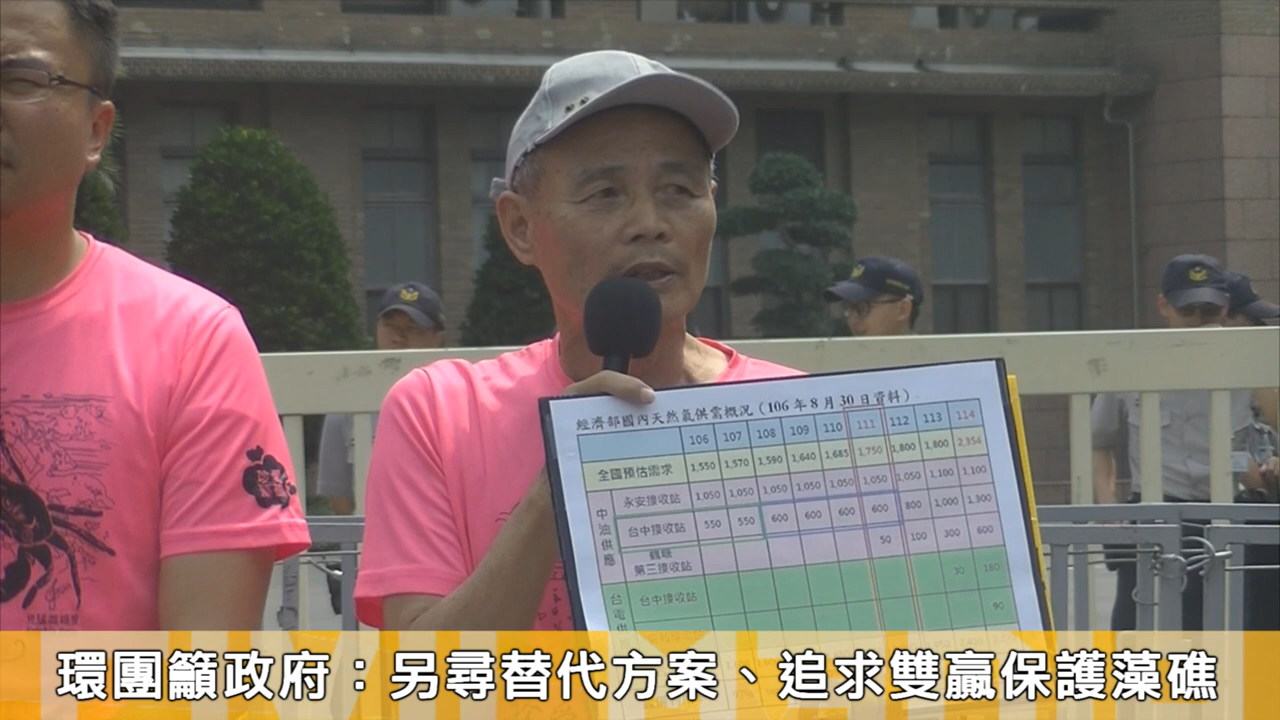 經濟部國內天然氣供需概況（106年8月30日資料）
106 107 108 109 110 111 112 113 114
全國預估需求 1,550 1,570 1,590 1,640 1,685 1,750 1,800 1,800 2,354
中油供應
永安接收站 1,050 1,050 1,050 1,050 1,050 1,050 1,050 1,100 1,100
台中接收站 550 550 600 600 600 600 800 1,000 1,300
觀塘
第三接收站 50 100 300 600
台電供
台中接收站 30 180
90
環團籲政府：另尋替代方案、追求雙贏保護藻礁